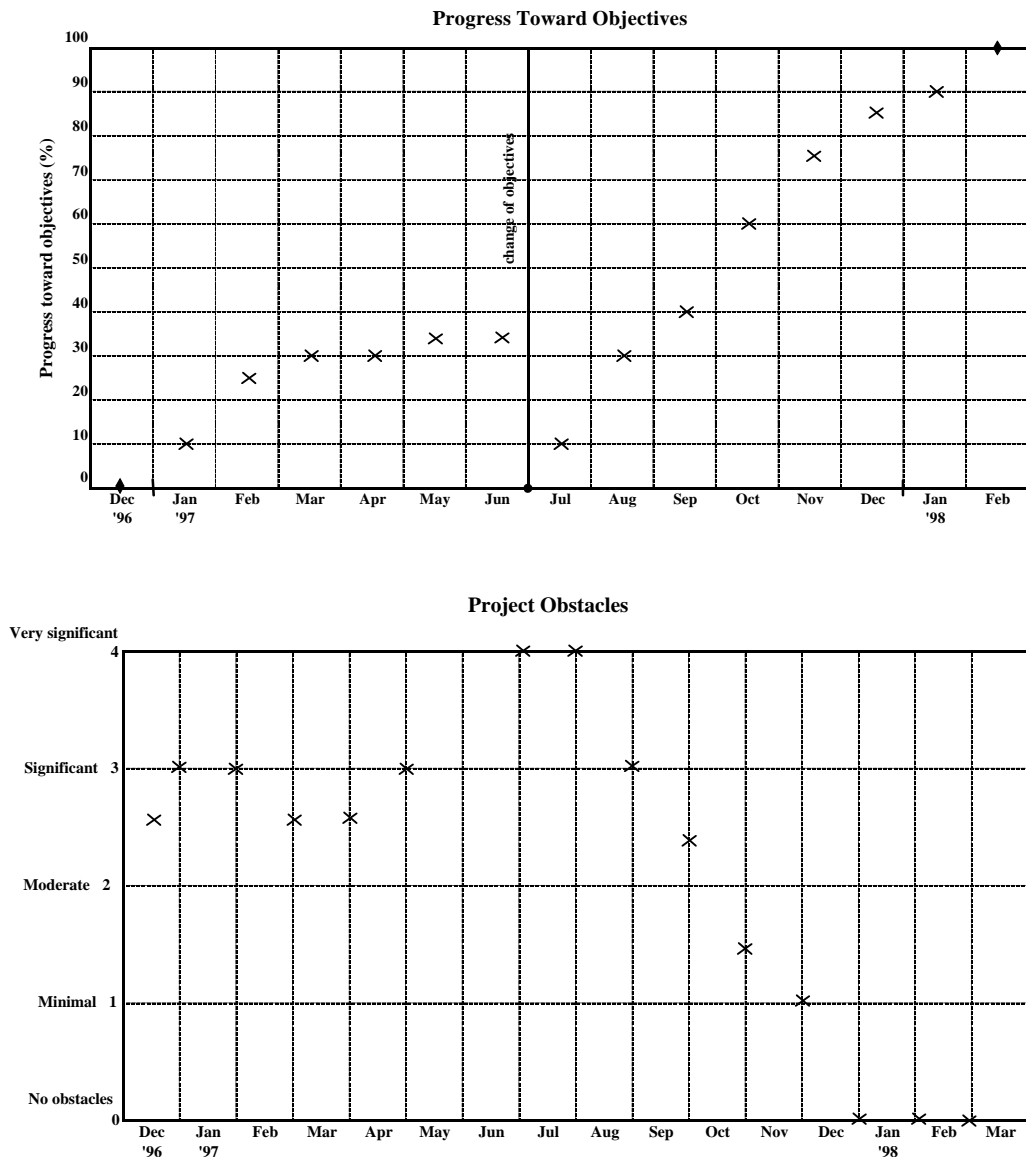 Progress Toward Objectives
100
90
80
70
60
50
40
30
20
10
0
Progress toward objectives (%)
change of objectives
Dec Jan Feb Mar Apr May Jun Jul Aug Sep Oct Nov Dec Jan Feb
'96 '97 '98
Project Obstacles
Very significant
4
Significant 3
Moderate 2
Minimal 1
No obstacles
0
Dec Jan Feb Mar Apr May Jun Jul Aug Sep Oct Nov Dec Jan Feb Mar
'96 '97 '98